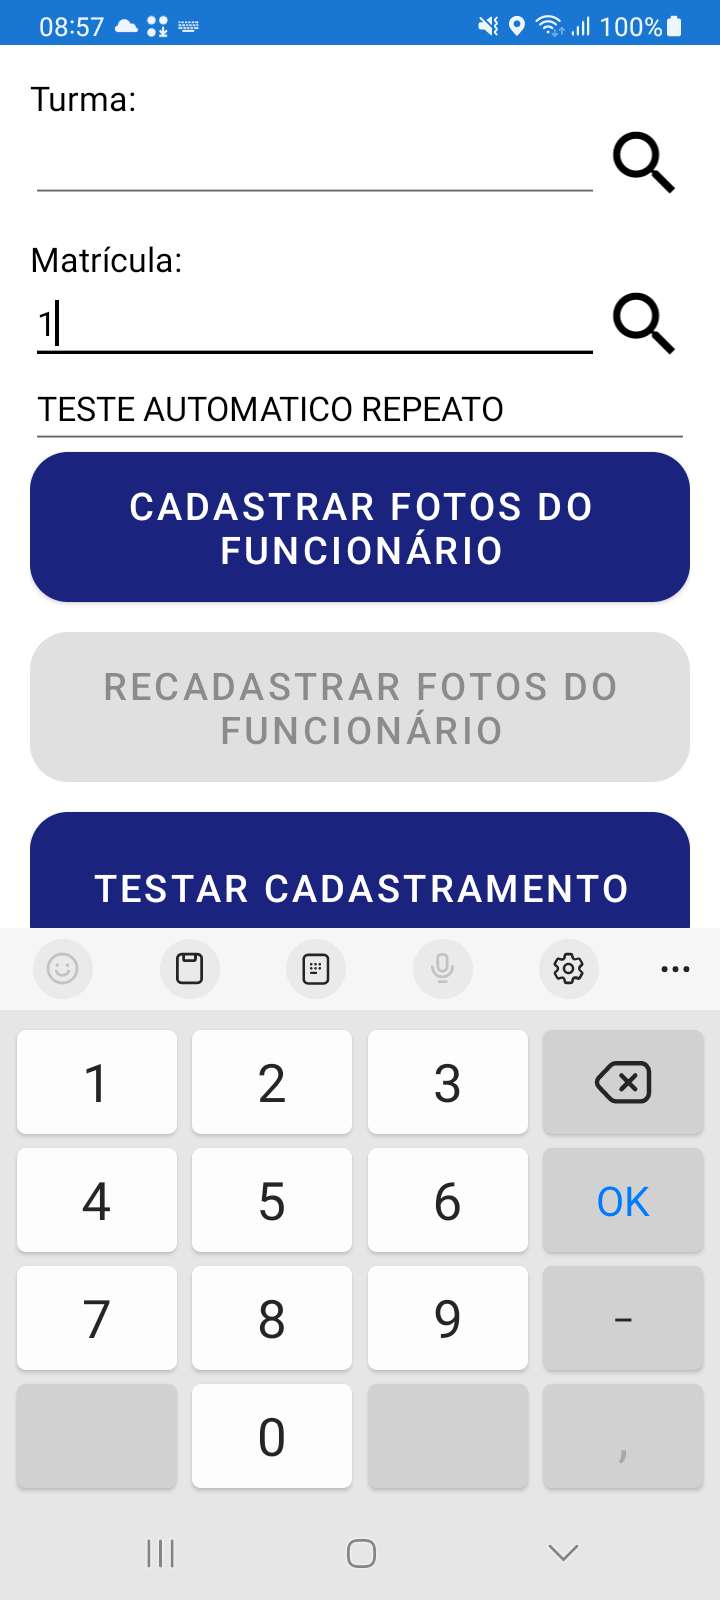 08:57 100%
Turma:
Matrícula:
1
TESTE AUTOMATICO REPEATO
CADASTRAR FOTOS DO
FUNCIONÁRIO
RECADASTRAR FOTOS DO
FUNCIONÁRIO
TESTAR CADASTRAMENTO
1 2 3
4 5 6 OK
7 8 9 -
0 ,